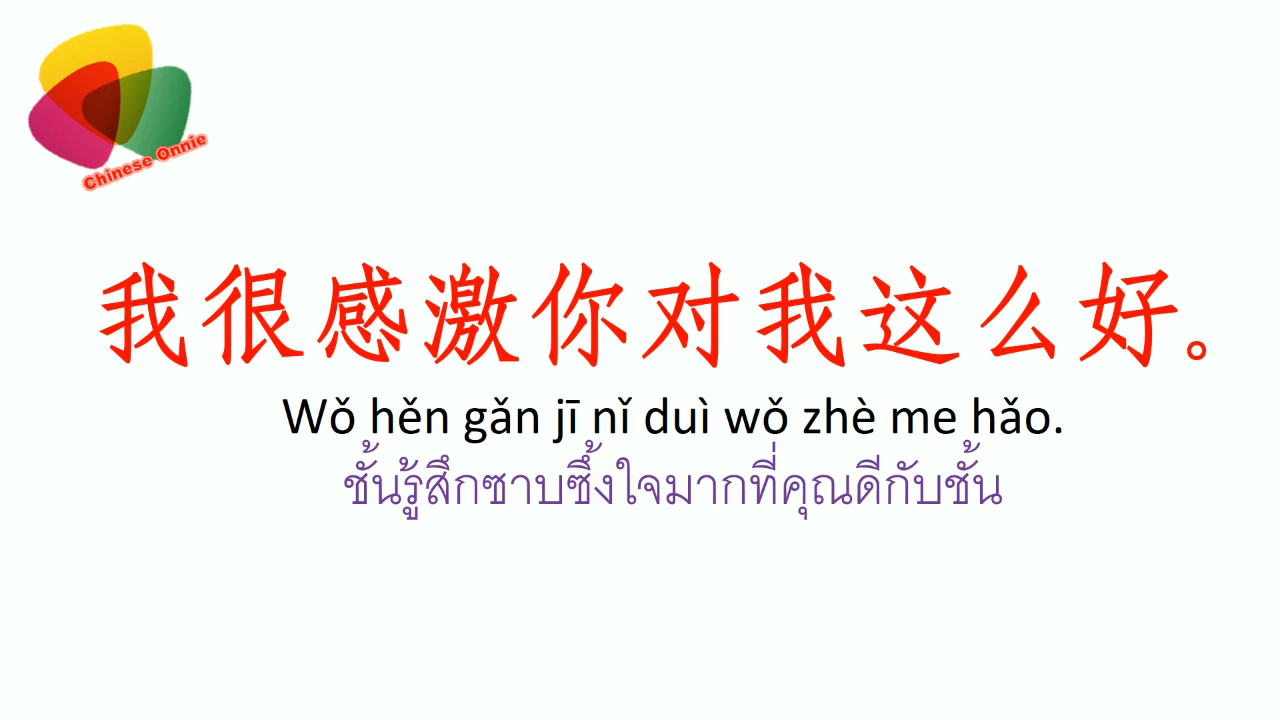 Chinese Onnie
我很感激你对我这么好。
Wǒ hěn gǎn jī nǐ duì wǒ zhè me hǎo.
ชั้นรู้สึกซาบซึ้งใจมากที่คุณดีกับชั้น